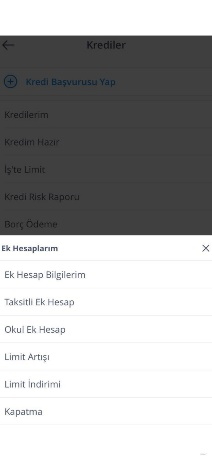 Krediler
Kredi Başvurusu Yap
Kredilerim
Kredim Hazır
İş'te Limit
Kredi Risk Raporu
Borç Ödeme
Ek Hesaplarım
Ek Hesap Bilgilerim
Taksitli Ek Hesap
Okul Ek Hesap
Limit Artışı
Limit İndirimi
Kapatma